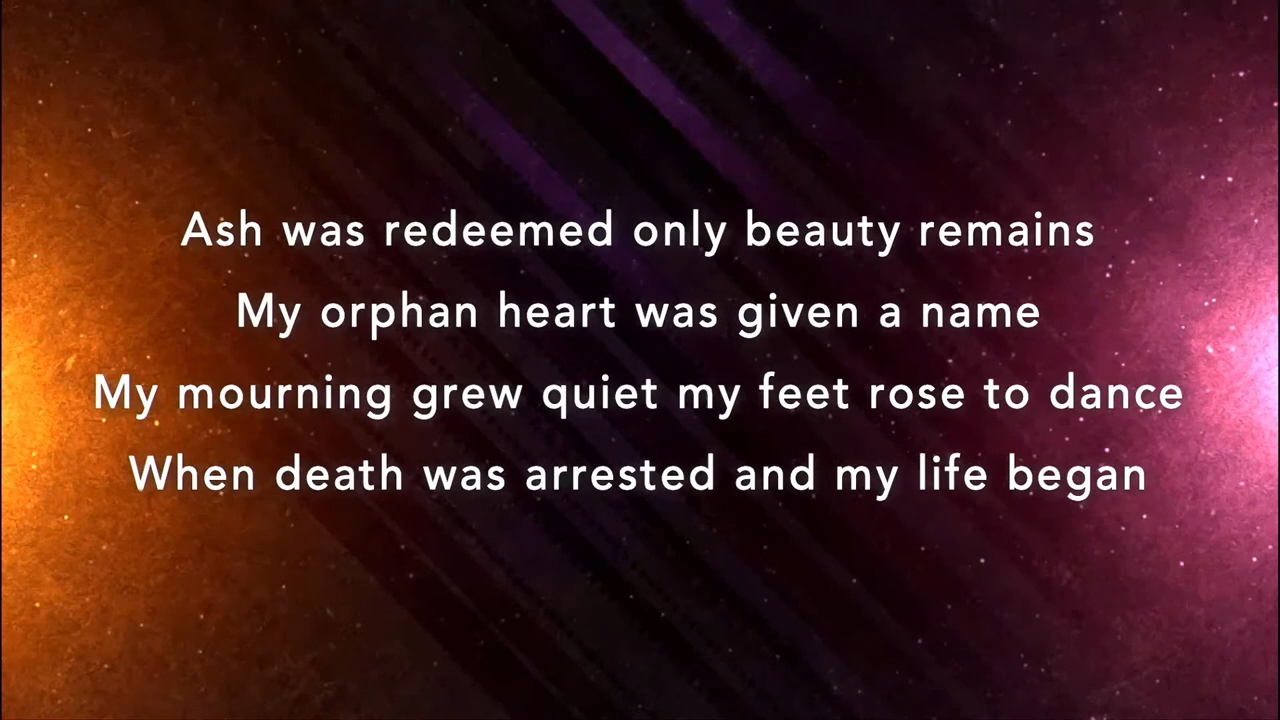 Ash was redeemed only beauty remains
My orphan heart was given a name
My mourning grew quiet my feet rose to dance
When death was arrested and my life began